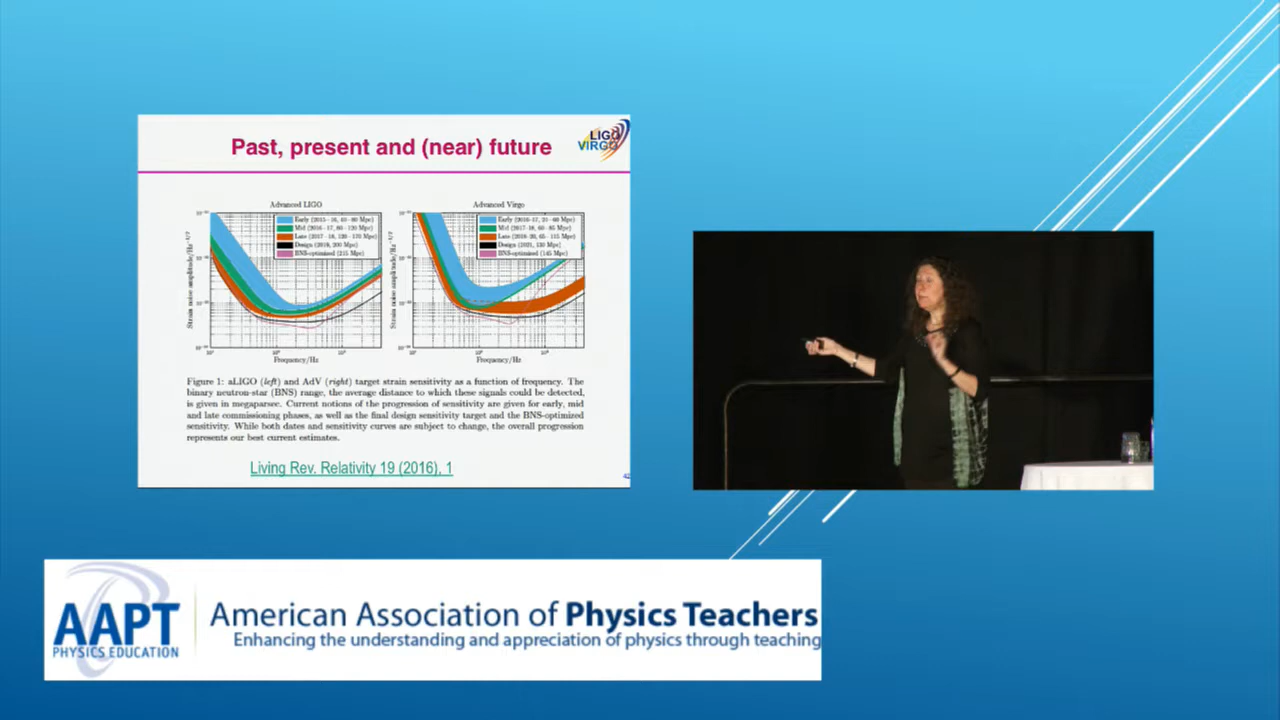 Past, present and (near) future
LIGO
VIRGO
Advanced LIGO
Early (2015-16, 40-80 Mpc)
Mid (2016-17, 80-120 Mpc)
Late (2017-18, 120-170 Mpc)
Design (2019, 200 Mpc)
BNS-optimized (215 Mpc)
Strain noise amplitude/Hz
Frequency/Hz
Advanced Virgo
Early (2016-17, 20-60 Mpc)
Mid (2017-18, 60-85 Mpc)
Late (2018-20, 65-115 Mpc)
Design (2021, 130 Mpc)
BNS-optimized (145 Mpc)
Strain noise amplitude/Hz
Frequency/Hz
Figure 1: aLIGO (left) and AdV (right) target strain sensitivity as a function of frequency. The
binary neutron-star (BNS) range, the average distance to which these signals could be detected,
is given in megaparsec. Current notions of the progression of sensitivity are given for early, mid
and late commissioning phases, as well as the final design sensitivity target and the BNS-optimized
sensitivity. While both dates and sensitivity curves are subject to change, the overall progression
represents our best current estimates.
Living Rev. Relativity 19 (2016), 1
42
AAPT
PHYSICS EDUCATION
American Association of Physics Teachers
Enhancing the understanding and appreciation of physics through teaching